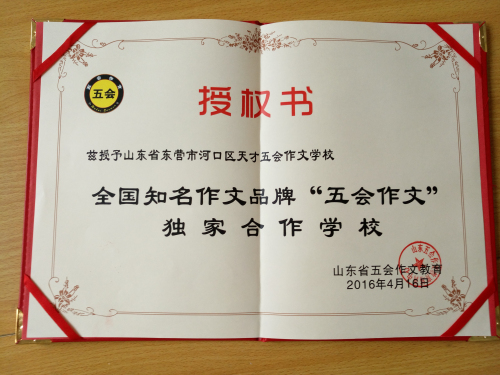 五会
授权书
兹授予山东省东营市河口区天才五会作文学校
全国知名作文品牌“五会作文”
独家合作学校
山东省五会作文教育
2016年4月16日